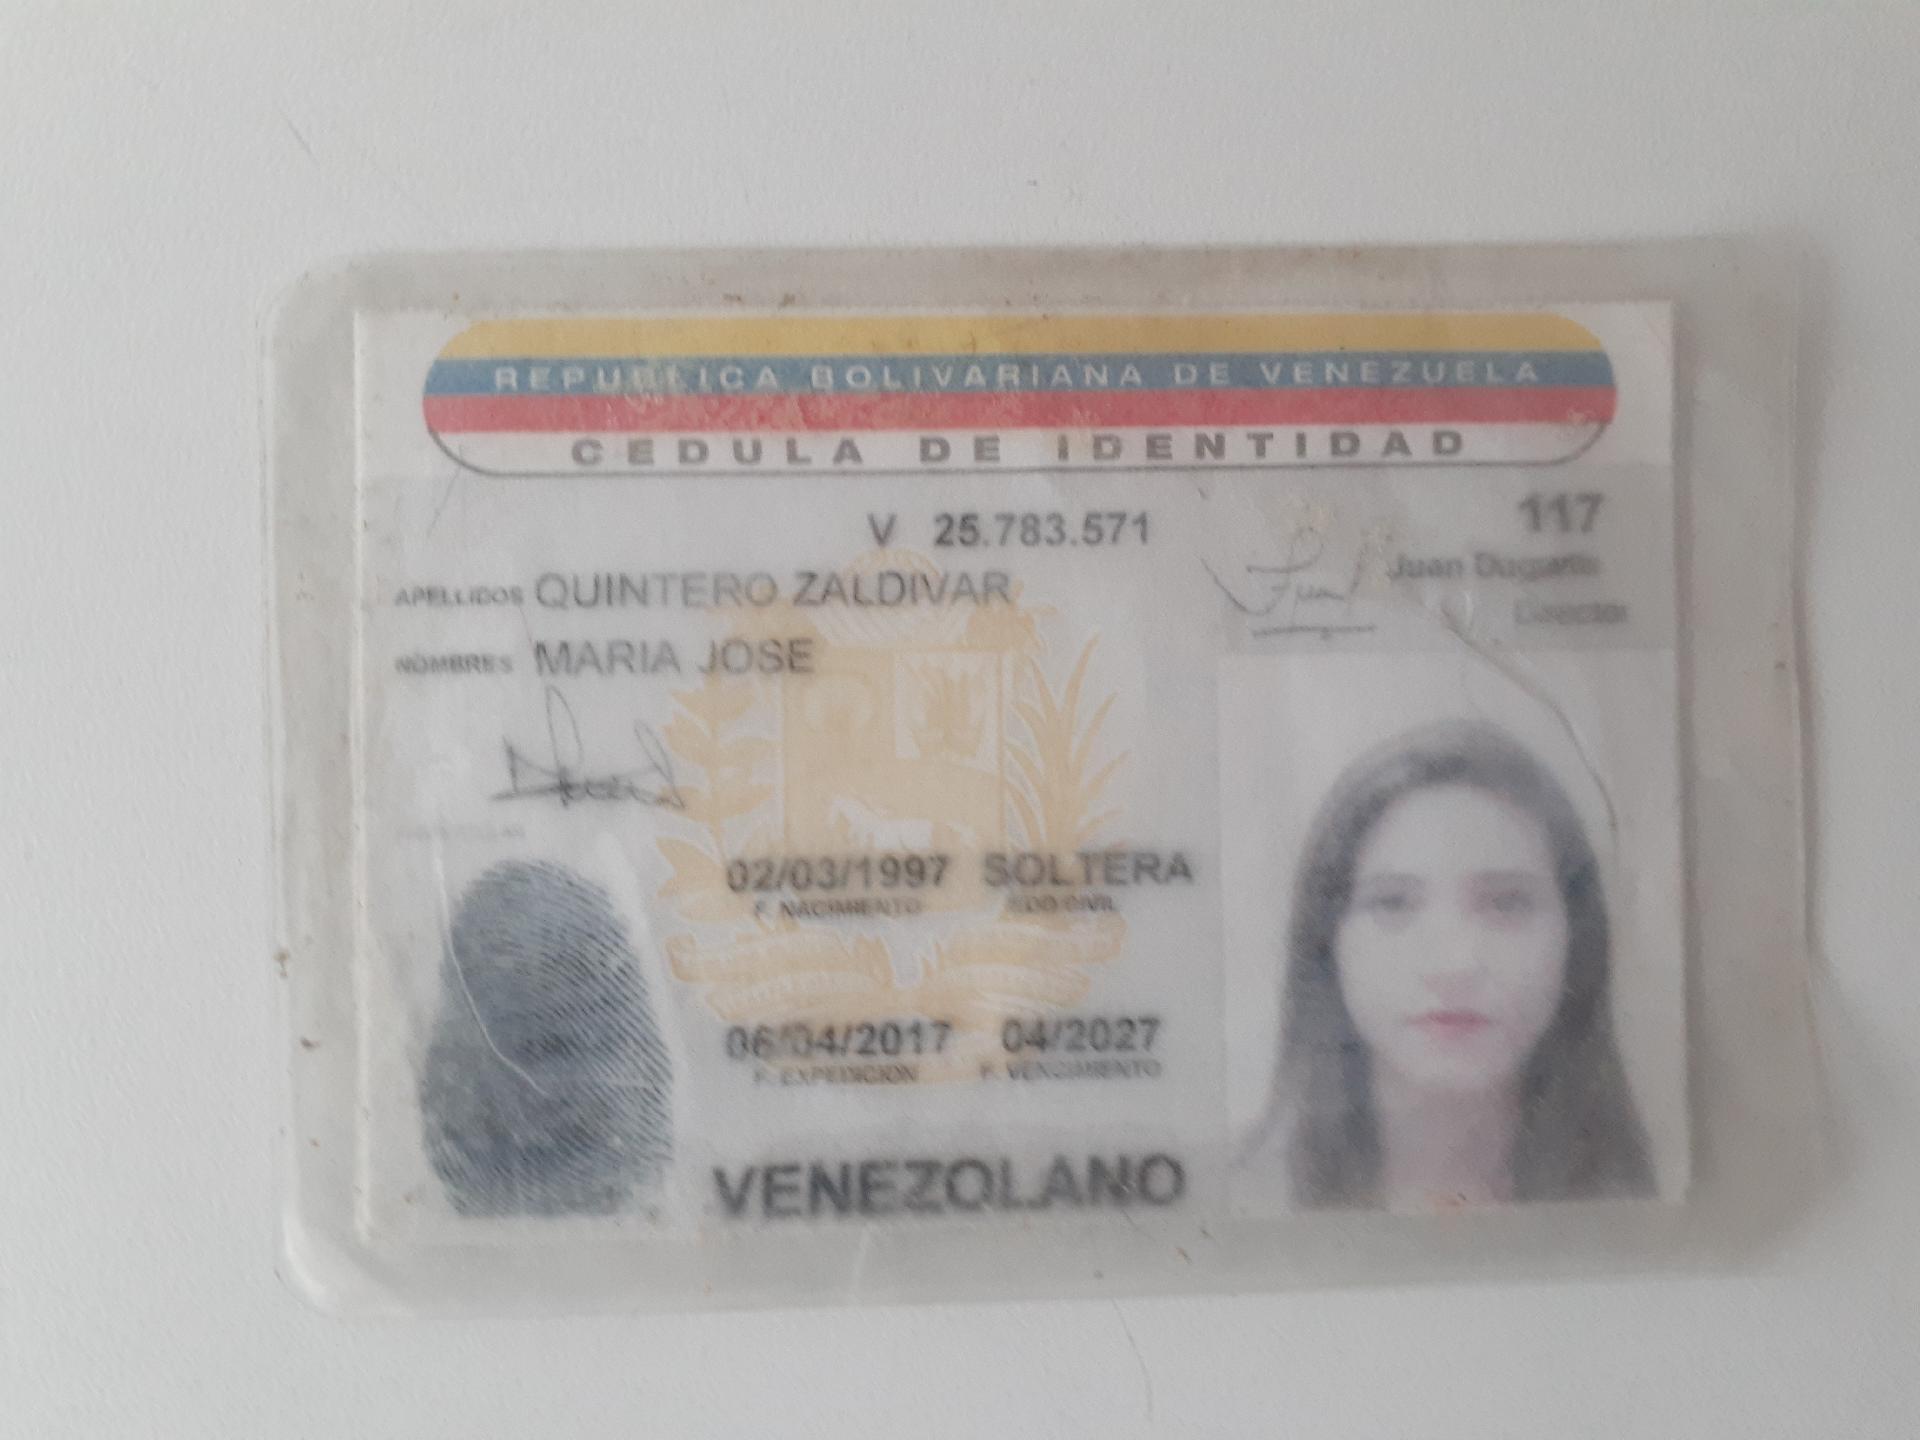 REPUBLICA BOLIVARIANA DE VENEZUELA
CEDULA DE IDENTIDAD
V 25.783.571
117
Juan Dugarte
Director
APELLIDOS QUINTERO ZALDIVAR
NOMBRES MARIA JOSE
02/03/1997 SOLTERA
F. NACIMIENTO EDO CIVIL
06/04/2017 04/2027
F. EXPEDICION F. VENCIMIENTO
VENEZOLANO